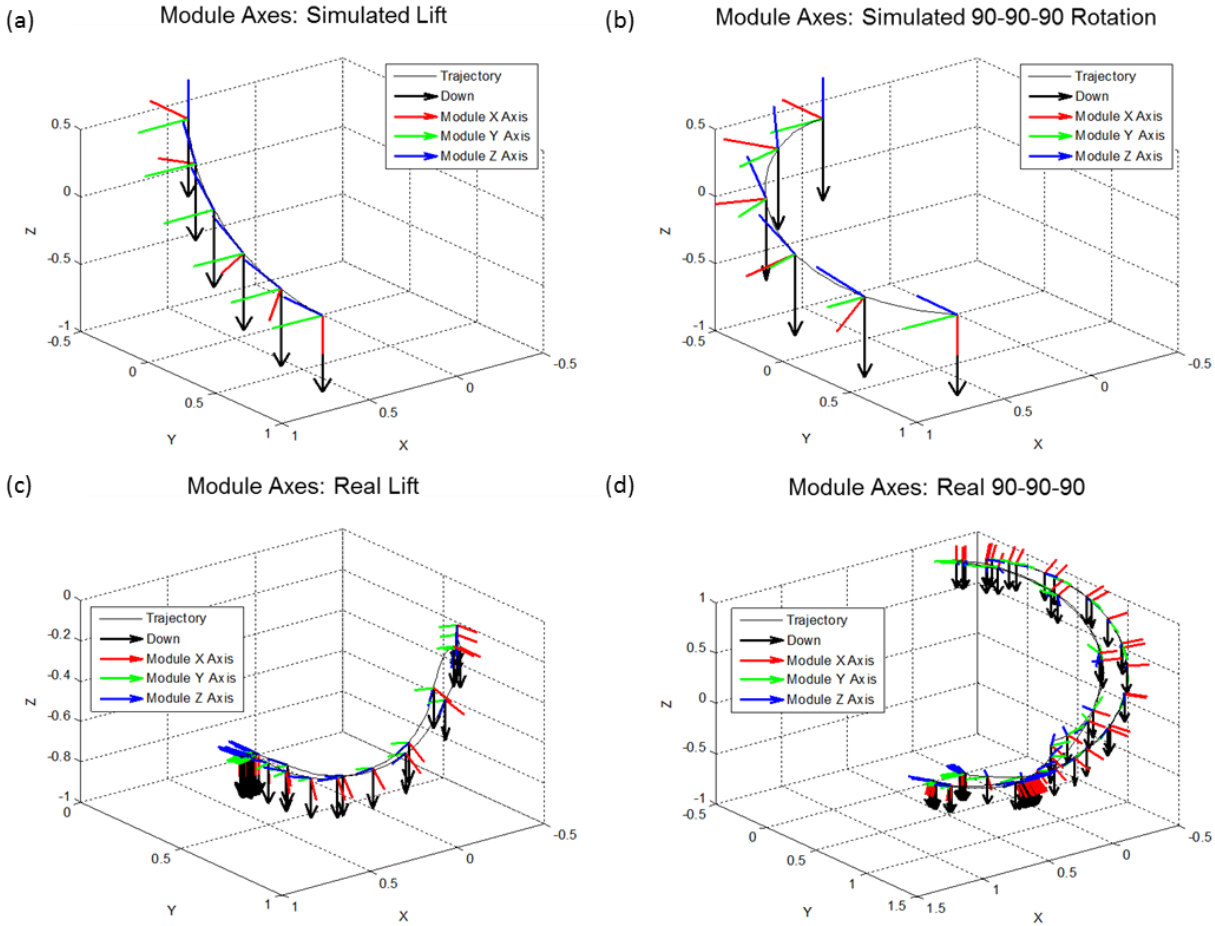 (a)
Module Axes: Simulated Lift
Trajectory
Down
Module X Axis
Module Y Axis
Module Z Axis
0.5
0
-0.5
-1
Z
-0.5
0
0.5
1
Y
1
0.5
0
-0.5
X
(b)
Module Axes: Simulated 90-90-90 Rotation
Trajectory
Down
Module X Axis
Module Y Axis
Module Z Axis
0.5
0
-0.5
-1
Z
-0.5
0
0.5
1
Y
1
0.5
0
-0.5
X
(c)
Module Axes: Real Lift
Trajectory
Down
Module X Axis
Module Y Axis
Module Z Axis
0
-0.2
-0.4
-0.6
-0.8
-1
Z
0
0.5
1
Y
1
0.5
0
-0.5
X
(d)
Module Axes: Real 90-90-90
Trajectory
Down
Module X Axis
Module Y Axis
Module Z Axis
1
0.5
0
-0.5
-1
Z
-0.5
0
0.5
1
1.5
Y
1.5
1
0.5
0
-0.5
X